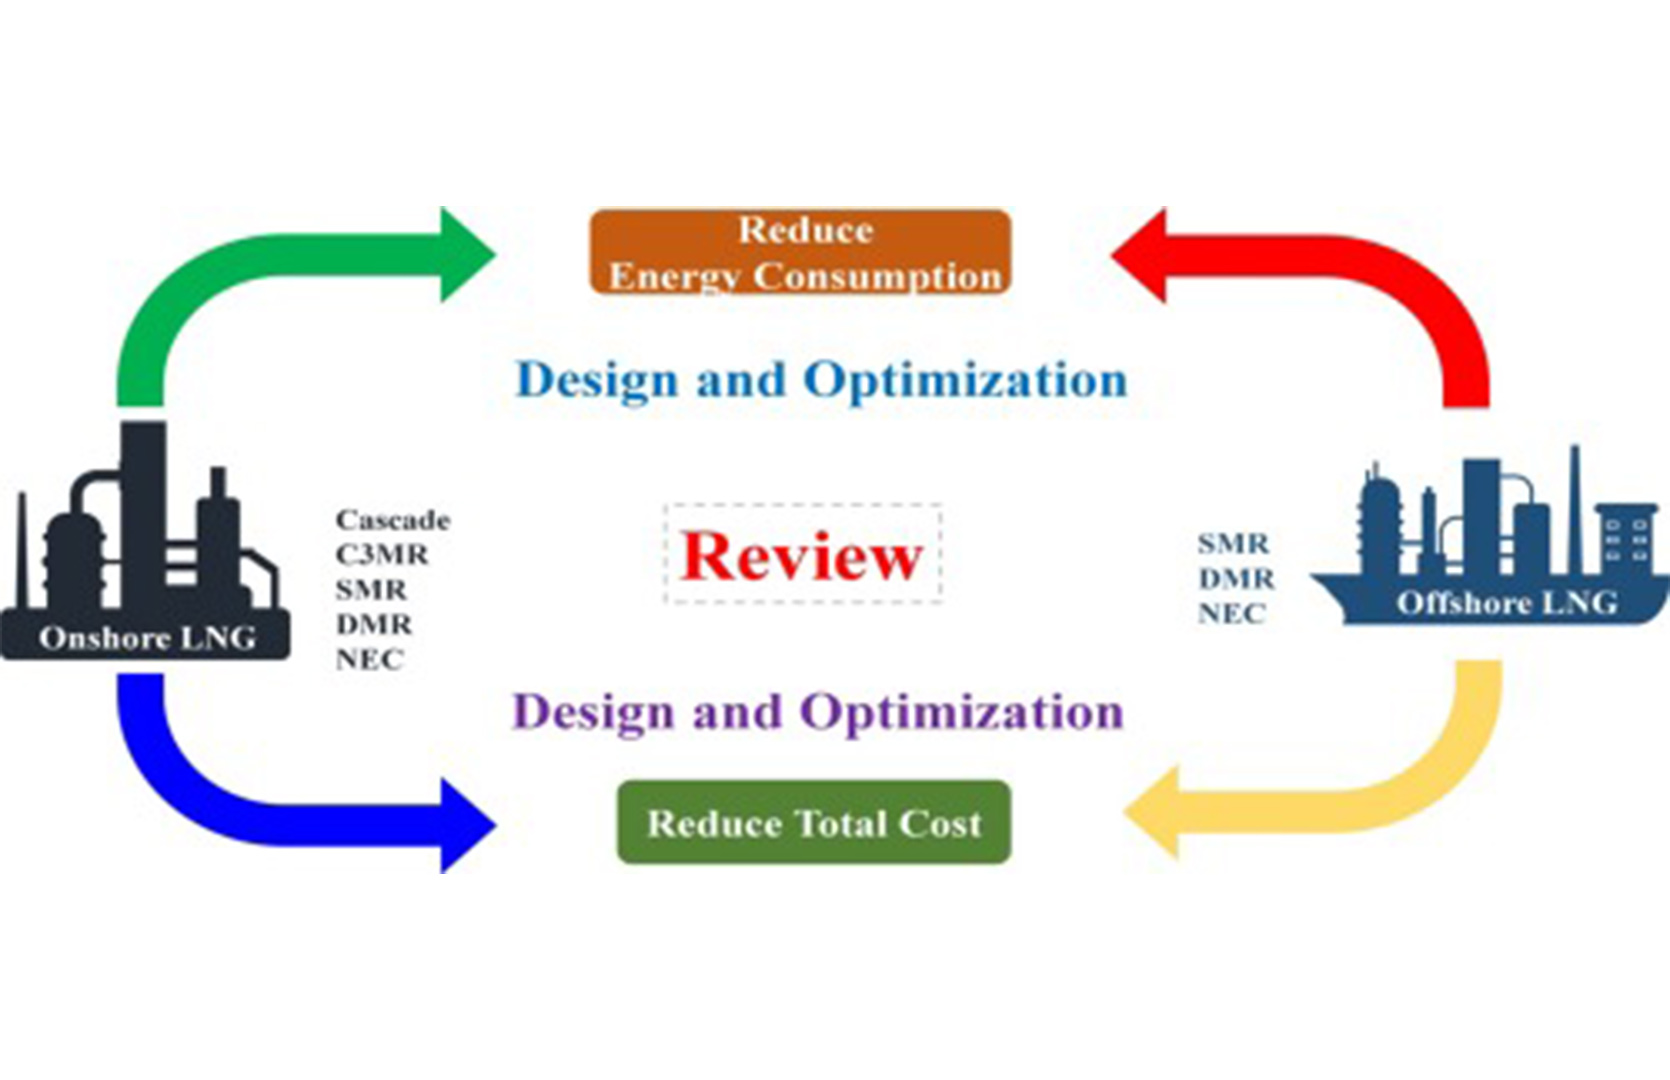 Reduce
Energy Consumption
Design and Optimization
Cascade
C3MR
SMR
DMR
NEC
Onshore LNG
Review
SMR
DMR
NEC
Offshore LNG
Design and Optimization
Reduce Total Cost